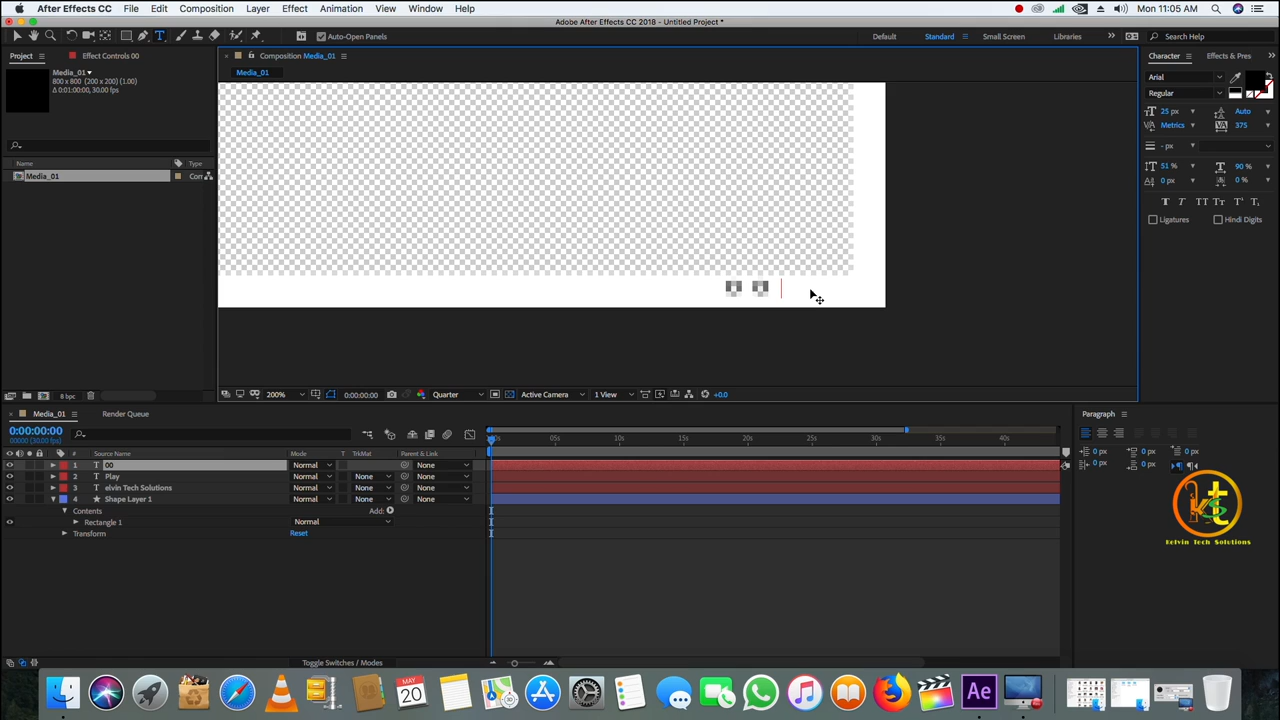 After Effects CC File Edit Composition Layer Effect Animation View Window Help
Mon 11:05 AM
Adobe After Effects CC 2018 - Untitled Project *
Auto-Open Panels
Default Standard Small Screen Libraries
Search Help
Project Effect Controls 00
Composition Media_01
Character Effects & Pres
Media_01
800 x 800 (200 x 200) (1.00)
Δ 0:01:00:00, 30.00 fps
Media_01
Arial
Regular
25 px Auto
Metrics 375
- px
51 % 90 %
0 px 0 %
Ligatures Hindi Digits
Name Type
Media_01
8 bpc
200% 0:00:00:00 Quarter Active Camera 1 View +0.0
Media_01 Render Queue
Paragraph
0:00:00:00
00000 (30.00 fps)
05s 10s 15s 20s 25s 30s 35s 40s
# Source Name Mode T TrkMat Parent & Link
1 T 00 Normal None
2 T Play Normal None None
3 T elvin Tech Solutions Normal None None
4 Shape Layer 1 Normal None None
Contents Add:
Rectangle 1 Normal
Transform Reset
0 px 0 px 0 px
0 px 0 px
kts
Kelvin Tech Solutions
Toggle Switches / Modes
MAY
20
Ae